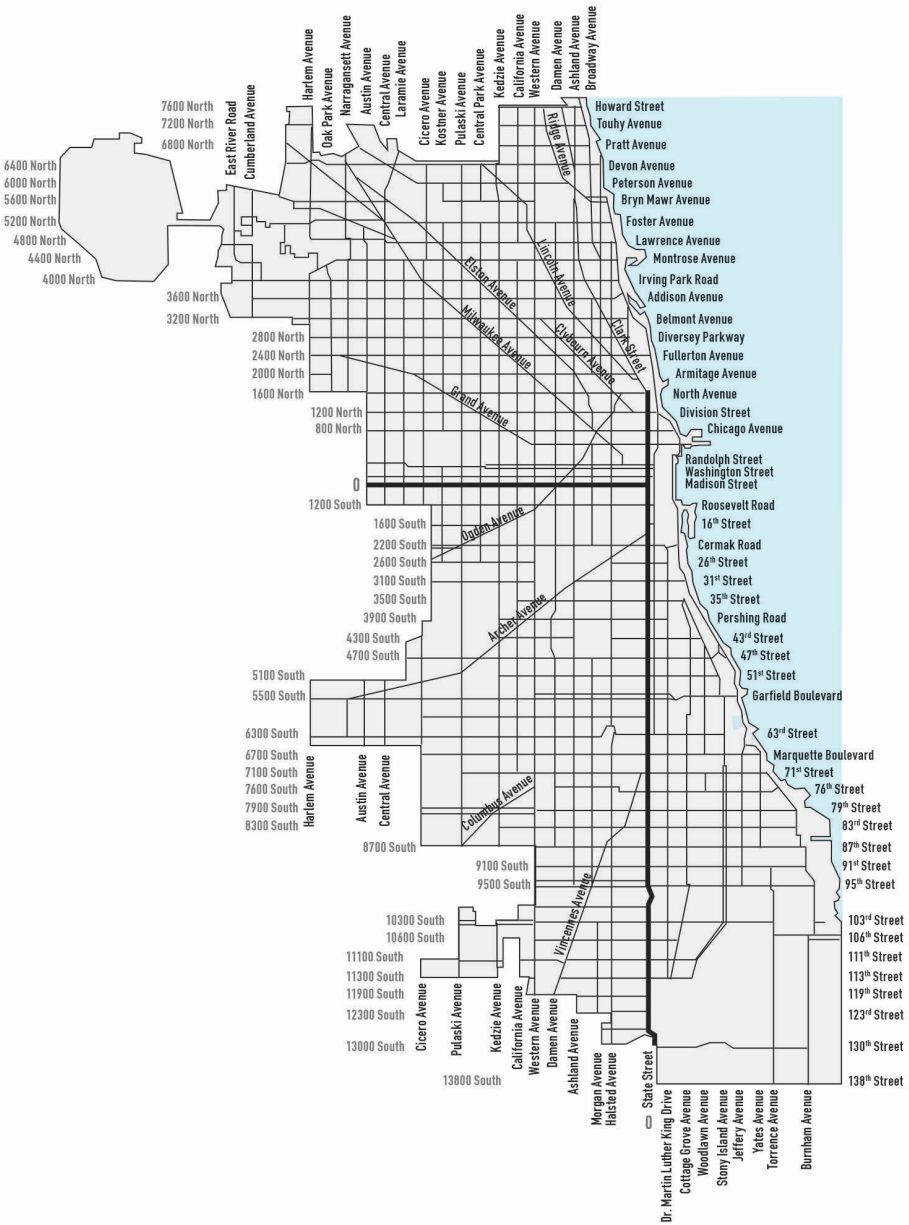 Harlem Avenue
Oak Park Avenue
Narragansett Avenue
Austin Avenue
Central Avenue
Laramie Avenue
Cicero Avenue
Kostner Avenue
Pulaski Avenue
Central Park Avenue
Kedzie Avenue
California Avenue
Western Avenue
Damen Avenue
Ashland Avenue
Broadway Avenue
East River Road
Cumberland Avenue
7600 North
7200 North
6800 North
6400 North
6000 North
5600 North
5200 North
4800 North
4400 North
4000 North
3600 North
3200 North
2800 North
2400 North
2000 North
1600 North
1200 North
800 North
0
1200 South
1600 South
2200 South
2600 South
3100 South
3500 South
3900 South
4300 South
4700 South
5100 South
5500 South
6300 South
6700 South
7100 South
7600 South
7900 South
8300 South
8700 South
9100 South
9500 South
10300 South
10600 South
11100 South
11300 South
11900 South
12300 South
13000 South
13800 South
Howard Street
Touhy Avenue
Pratt Avenue
Devon Avenue
Peterson Avenue
Bryn Mawr Avenue
Foster Avenue
Lawrence Avenue
Montrose Avenue
Irving Park Road
Addison Avenue
Belmont Avenue
Diversey Parkway
Fullerton Avenue
Armitage Avenue
North Avenue
Division Street
Chicago Avenue
Randolph Street
Washington Street
Madison Street
Roosevelt Road
16th Street
Cermak Road
26th Street
31st Street
35th Street
Pershing Road
43rd Street
47th Street
51st Street
Garfield Boulevard
63rd Street
Marquette Boulevard
71st Street
76th Street
79th Street
83rd Street
87th Street
91st Street
95th Street
103rd Street
106th Street
111th Street
113th Street
119th Street
123rd Street
130th Street
138th Street
Ridge Avenue
Lincoln Avenue
Elston Avenue
Milwaukee Avenue
Clybourn Avenue
Clark Street
Grand Avenue
Ogden Avenue
Archer Avenue
Columbus Avenue
Vincennes Avenue
Harlem Avenue
Austin Avenue
Central Avenue
Cicero Avenue
Pulaski Avenue
Kedzie Avenue
California Avenue
Western Avenue
Damen Avenue
Ashland Avenue
Morgan Avenue
Halsted Avenue
State Street
0
Dr. Martin Luther King Drive
Cottage Grove Avenue
Woodlawn Avenue
Stony Island Avenue
Jeffery Avenue
Yates Avenue
Torrence Avenue
Burnham Avenue